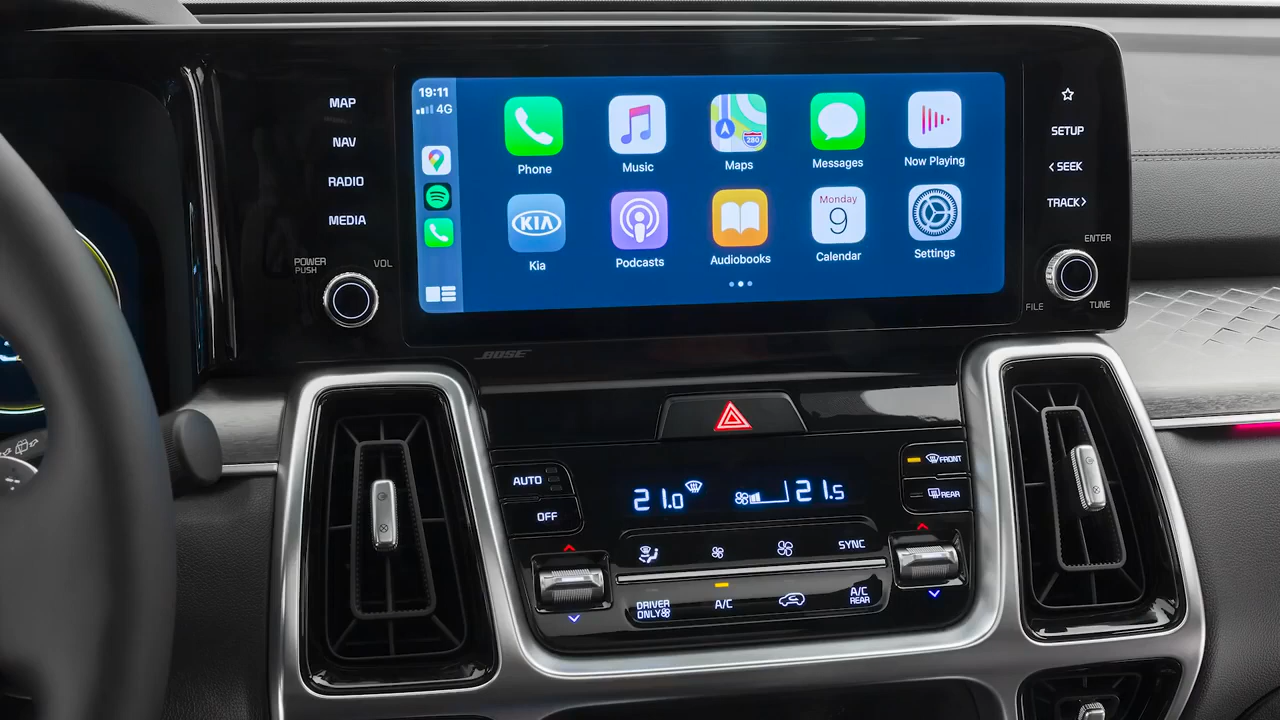 MAP
NAV
RADIO
MEDIA
POWER
PUSH
VOL
19:11
4G
Phone
Music
280
Maps
Messages
Now Playing
KIA
Kia
Podcasts
Audiobooks
Monday
9
Calendar
Settings
SETUP
< SEEK
TRACK >
ENTER
FILE
TUNE
BOSE
AUTO
OFF
21.0
21.5
FRONT
REAR
SYNC
DRIVER
ONLY
A/C
A/C
REAR